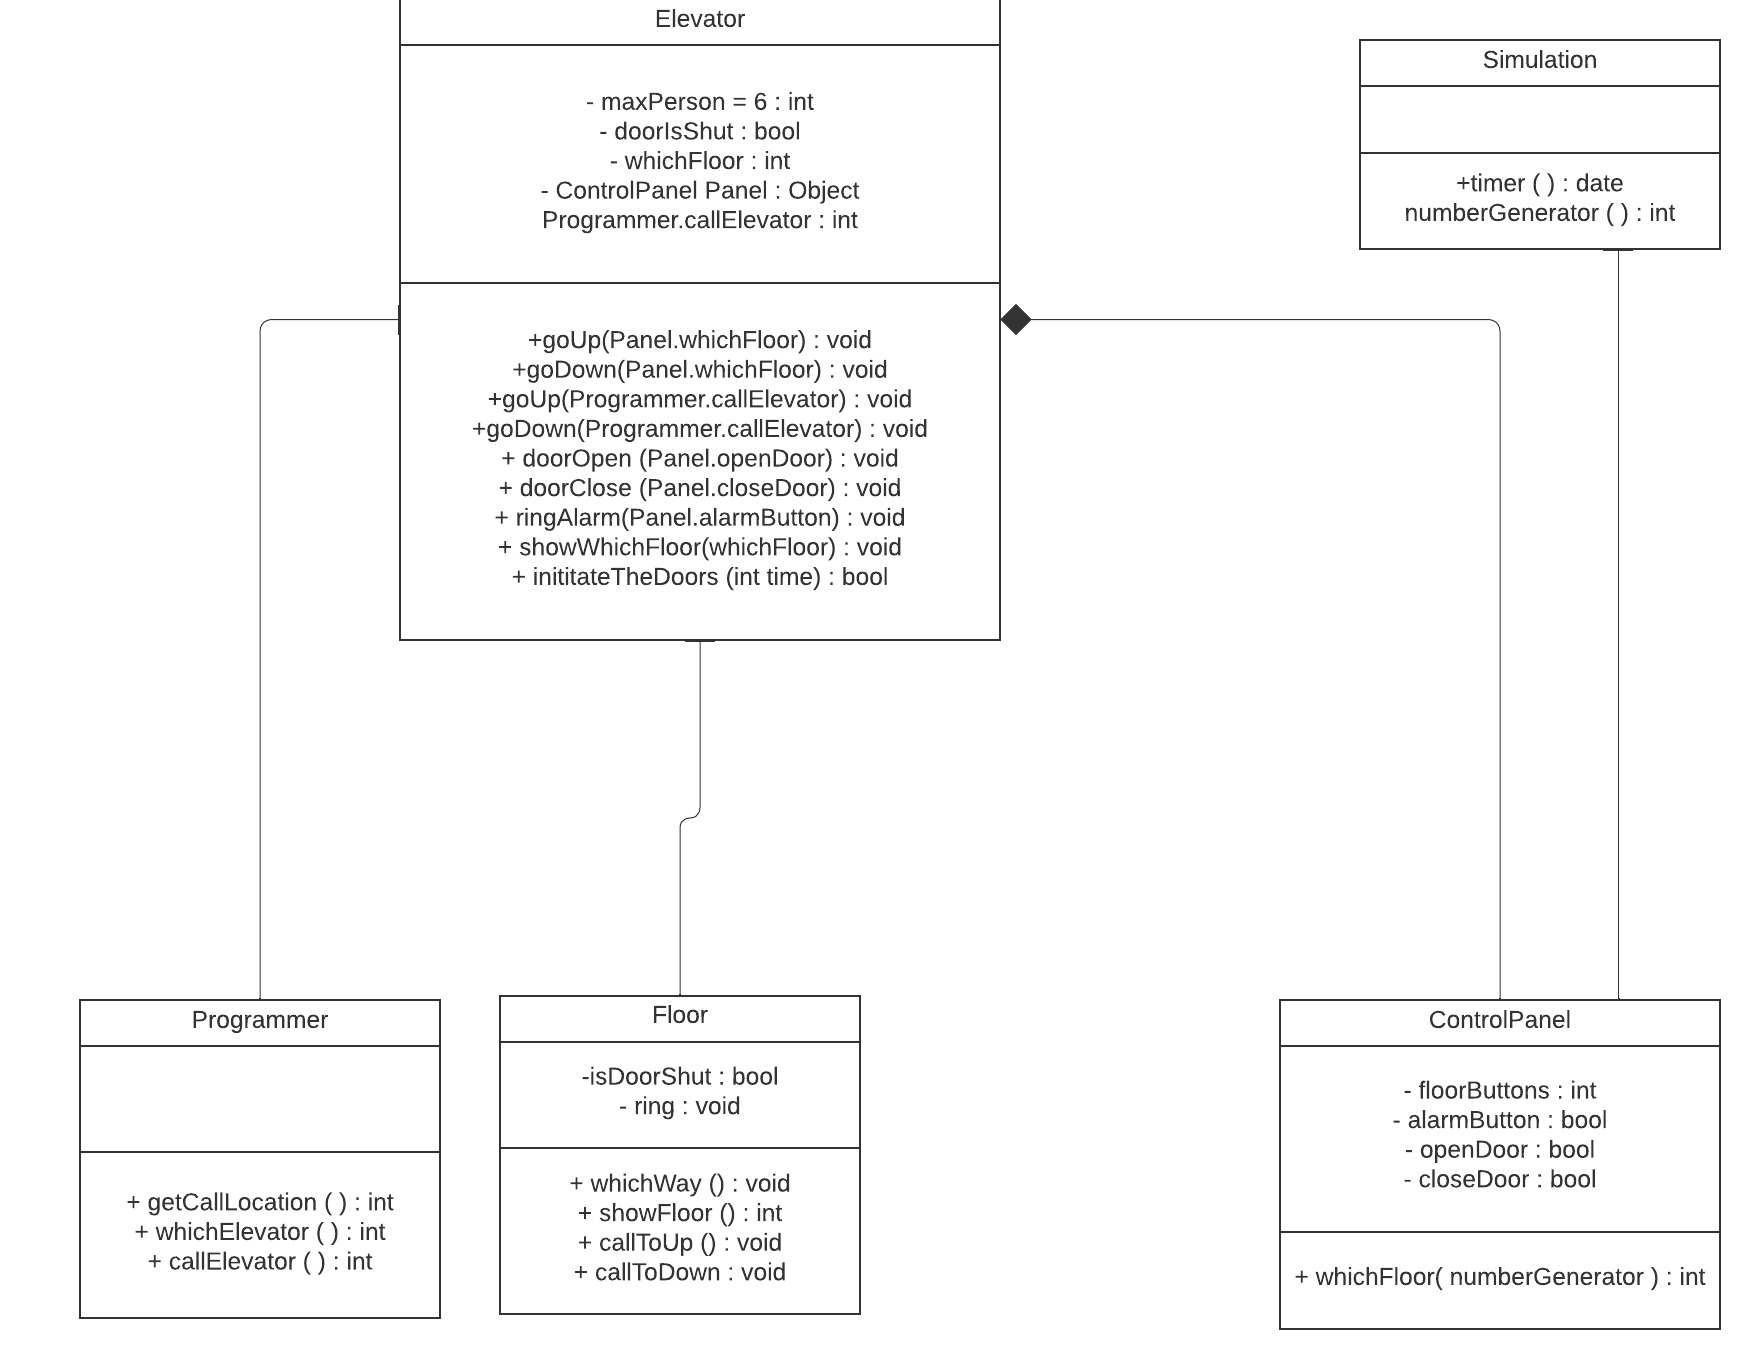 Elevator
- maxPerson = 6 : int
- doorIsShut : bool
- whichFloor : int
- ControlPanel Panel : Object
Programmer.callElevator : int
+goUp(Panel.whichFloor) : void
+goDown(Panel.whichFloor) : void
+goUp(Programmer.callElevator) : void
+goDown(Programmer.callElevator) : void
+ doorOpen (Panel.openDoor) : void
+ doorClose (Panel.closeDoor) : void
+ ringAlarm(Panel.alarmButton) : void
+ showWhichFloor(whichFloor) : void
+ inititateTheDoors (int time) : bool
Simulation
+timer ( ) : date
numberGenerator ( ) : int
Programmer
+ getCallLocation ( ) : int
+ whichElevator ( ) : int
+ callElevator ( ) : int
Floor
-isDoorShut : bool
- ring : void
+ whichWay () : void
+ showFloor () : int
+ callToUp () : void
+ callToDown : void
ControlPanel
- floorButtons : int
- alarmButton : bool
- openDoor : bool
- closeDoor : bool
+ whichFloor( numberGenerator ) : int